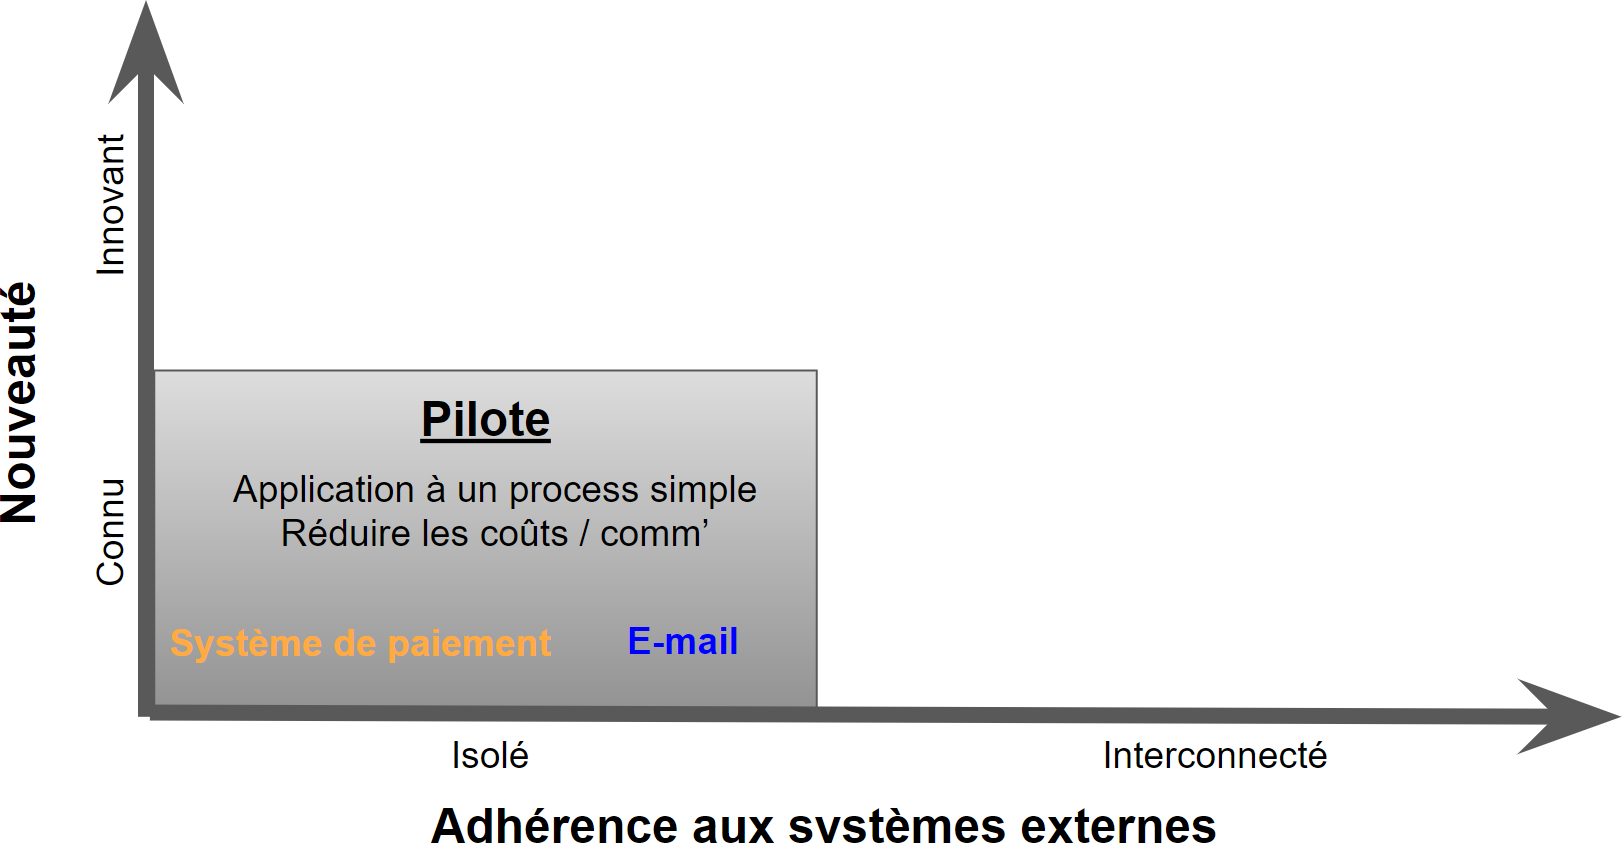 Nouveauté
Innovant
Connu
Pilote
Application à un process simple
Réduire les coûts / comm’
Système de paiement
E-mail
Isolé
Interconnecté
Adhérence aux systèmes externes